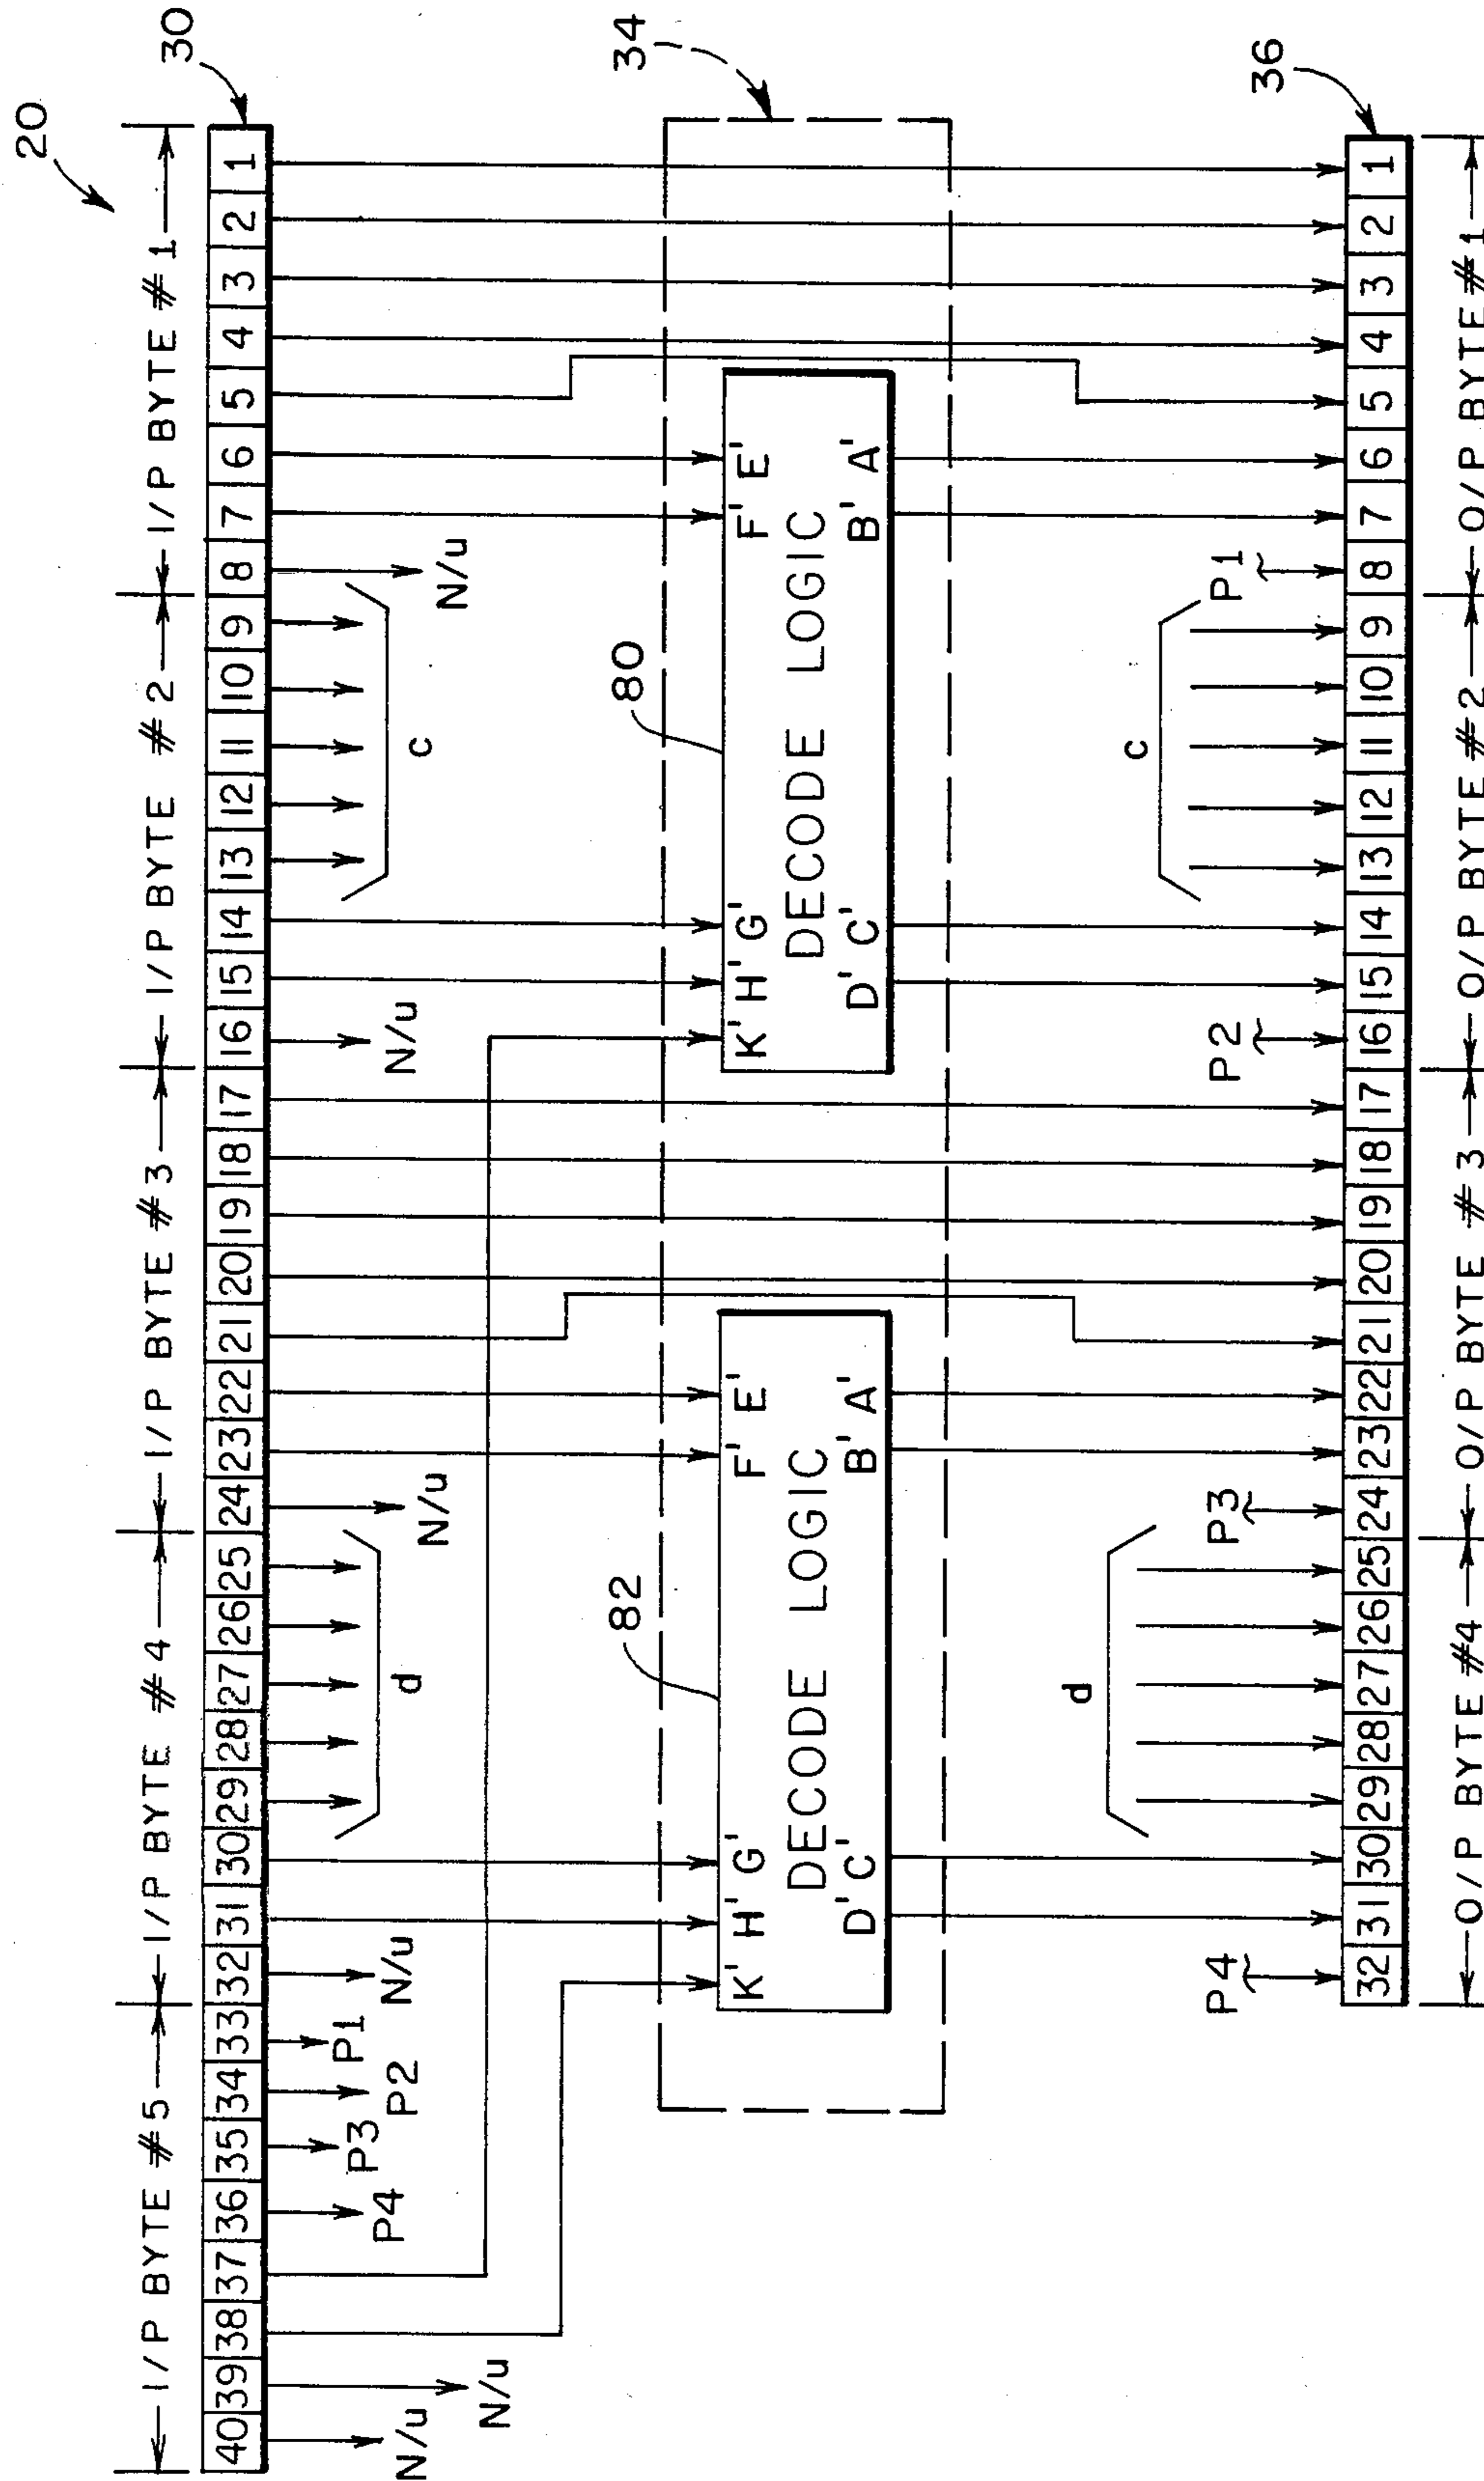 20
I/P BYTE #5 I/P BYTE #4 I/P BYTE #3 I/P BYTE #2 I/P BYTE #1
30
40 39 38 37 36 35 34 33 32 31 30 29 28 27 26 25 24 23 22 21 20 19 18 17 16 15 14 13 12 11 10 9 8 7 6 5 4 3 2 1
N/u N/u P4 P3 P2 P1 N/u d N/u N/u c N/u
34
82 80
K' H' G' F' E' K' H' G' F' E'
DECODE LOGIC DECODE LOGIC
D' C' B' A' D' C' B' A'
d c
P4 P3 P2 P1
36
32 31 30 29 28 27 26 25 24 23 22 21 20 19 18 17 16 15 14 13 12 11 10 9 8 7 6 5 4 3 2 1
O/P BYTE #4 O/P BYTE #3 O/P BYTE #2 O/P BYTE #1